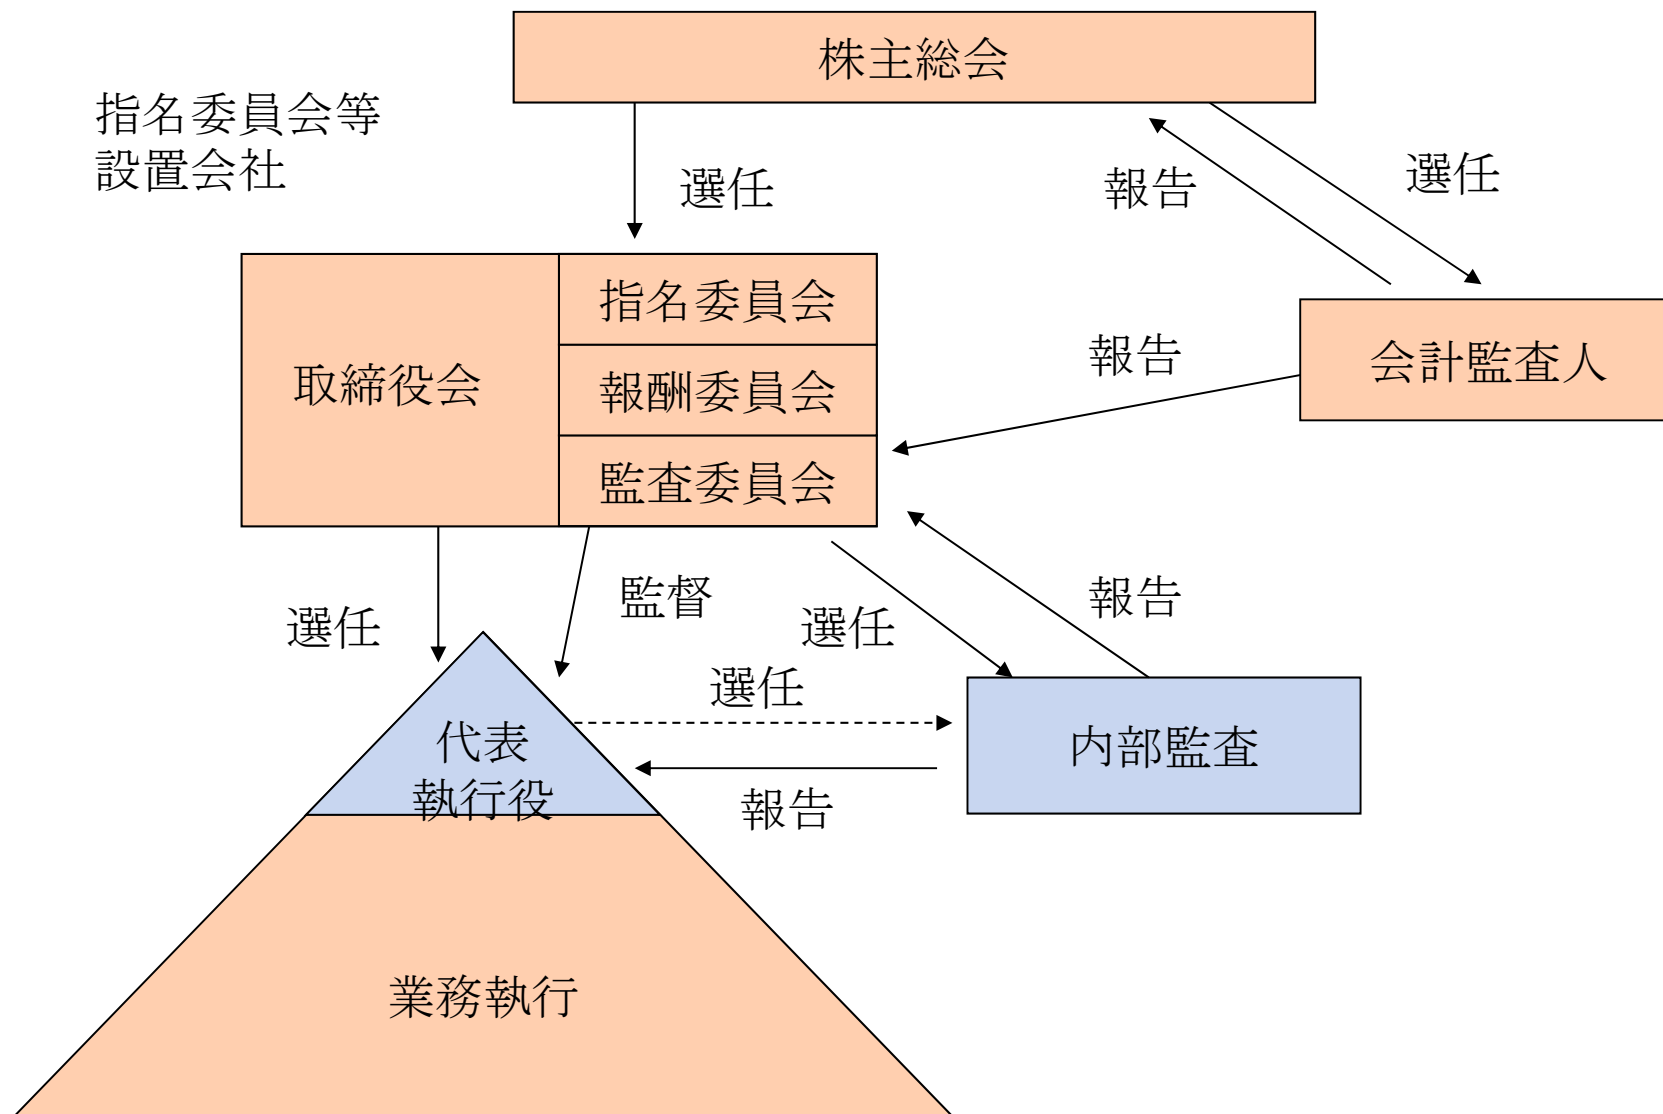 株主総会
指名委員会等
設置会社
選任
報告
選任
取締役会
指名委員会
報酬委員会
監査委員会
報告
会計監査人
選任
監督
選任
報告
選任
代表
執行役
報告
内部監査
業務執行